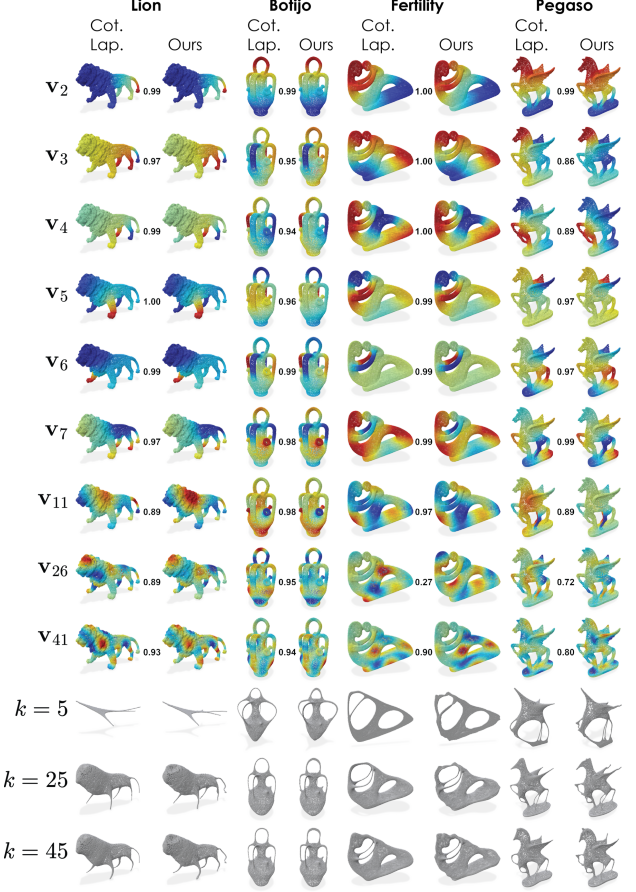 Lion Botijo Fertility Pegaso
Cot. Lap. Ours Cot. Lap. Ours Cot. Lap. Ours Cot. Lap. Ours
v2 0.99 0.99 1.00 0.99
v3 0.97 0.95 1.00 0.86
v4 0.99 0.94 1.00 0.89
v5 1.00 0.96 0.99 0.97
v6 0.99 0.99 0.99 0.97
v7 0.97 0.98 0.99 0.99
v11 0.89 0.98 0.97 0.89
v26 0.89 0.95 0.27 0.72
v41 0.93 0.94 0.90 0.80
k = 5
k = 25
k = 45